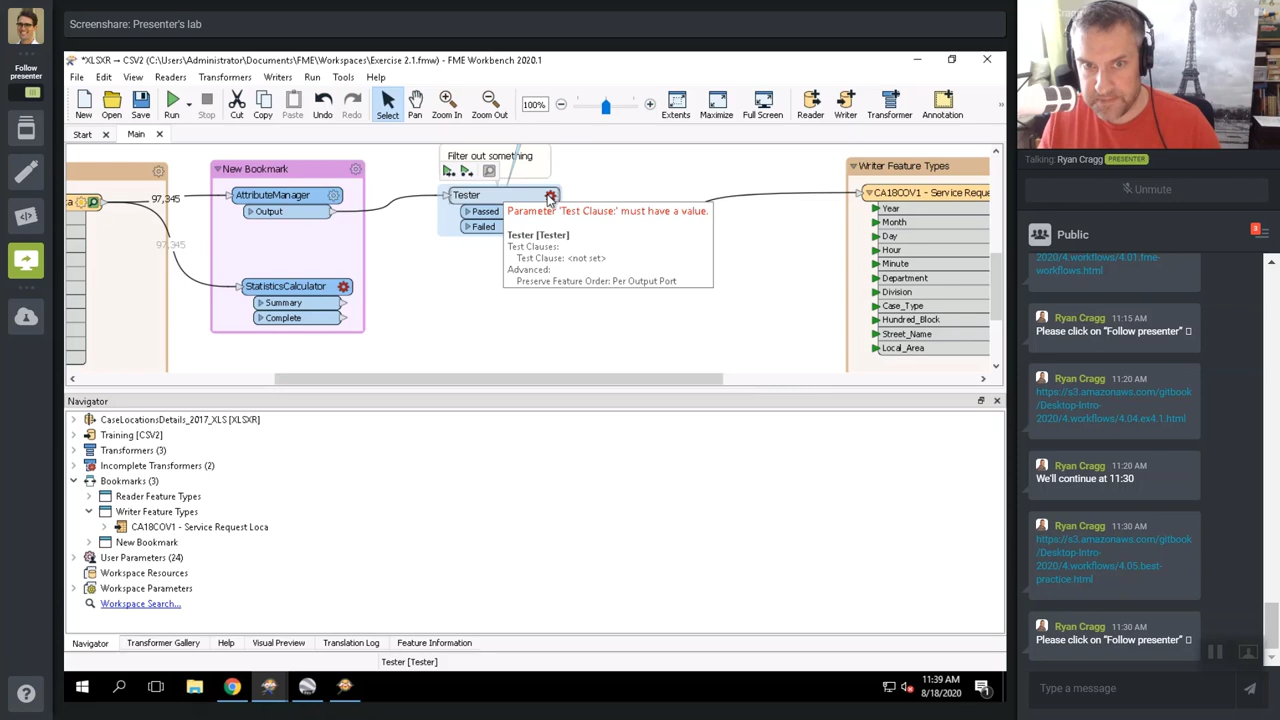 Screenshare: Presenter's lab
Follow
presenter
*XLSXR → CSV2 (C:\Users\Administrator\Documents\FME\Workspaces\Exercise 2.1.fmw) - FME Workbench 2020.1
File Edit View Readers Transformers Writers Run Tools Help
New Open Save Run Stop Cut Copy Paste Undo Redo Select Pan Zoom In 100% Zoom Out Extents Maximize Full Screen Reader Writer Transformer Annotation
Start Main
New Bookmark
Filter out something
Writer Feature Types
97,345
AttributeManager
Output
Tester
Passed
Failed
97,345
StatisticsCalculator
Summary
Complete
Parameter 'Test Clause:' must have a value.
Tester [Tester]
Test Clauses:
Test Clause: <not set>
Advanced:
Preserve Feature Order: Per Output Port
CA18COV1 - Service Reque
Year
Month
Day
Hour
Minute
Department
Division
Case_Type
Hundred_Block
Street_Name
Local_Area
Navigator
CaseLocationsDetails_2017_XLS [XLSXR]
Training [CSV2]
Transformers (3)
Incomplete Transformers (2)
Bookmarks (3)
Reader Feature Types
Writer Feature Types
CA18COV1 - Service Request Loca
New Bookmark
User Parameters (24)
Workspace Resources
Workspace Parameters
Workspace Search...
Navigator Transformer Gallery Help Visual Preview Translation Log Feature Information
Tester [Tester]
11:39 AM
8/18/2020
Talking: Ryan Cragg PRESENTER
Unmute
Public
3
2020/4.workflows/4.01.fme-
workflows.html
Ryan Cragg 11:15 AM
Please click on "Follow presenter"
Ryan Cragg 11:20 AM
https://s3.amazonaws.com/gitbook
/Desktop-Intro-
2020/4.workflows/4.04.ex4.1.html
Ryan Cragg 11:20 AM
We'll continue at 11:30
Ryan Cragg 11:30 AM
https://s3.amazonaws.com/gitbook
/Desktop-Intro-
2020/4.workflows/4.05.best-
practice.html
Ryan Cragg 11:30 AM
Please click on "Follow presenter"
Type a message